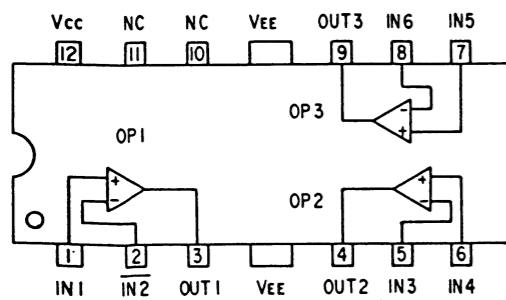 Vcc NC NC VEE OUT3 IN6 IN5
12 11 10 9 8 7
OP1 OP3 - +
+ - OP2 + -
1 2 3 4 5 6
IN1 IN2 OUT1 VEE OUT2 IN3 IN4